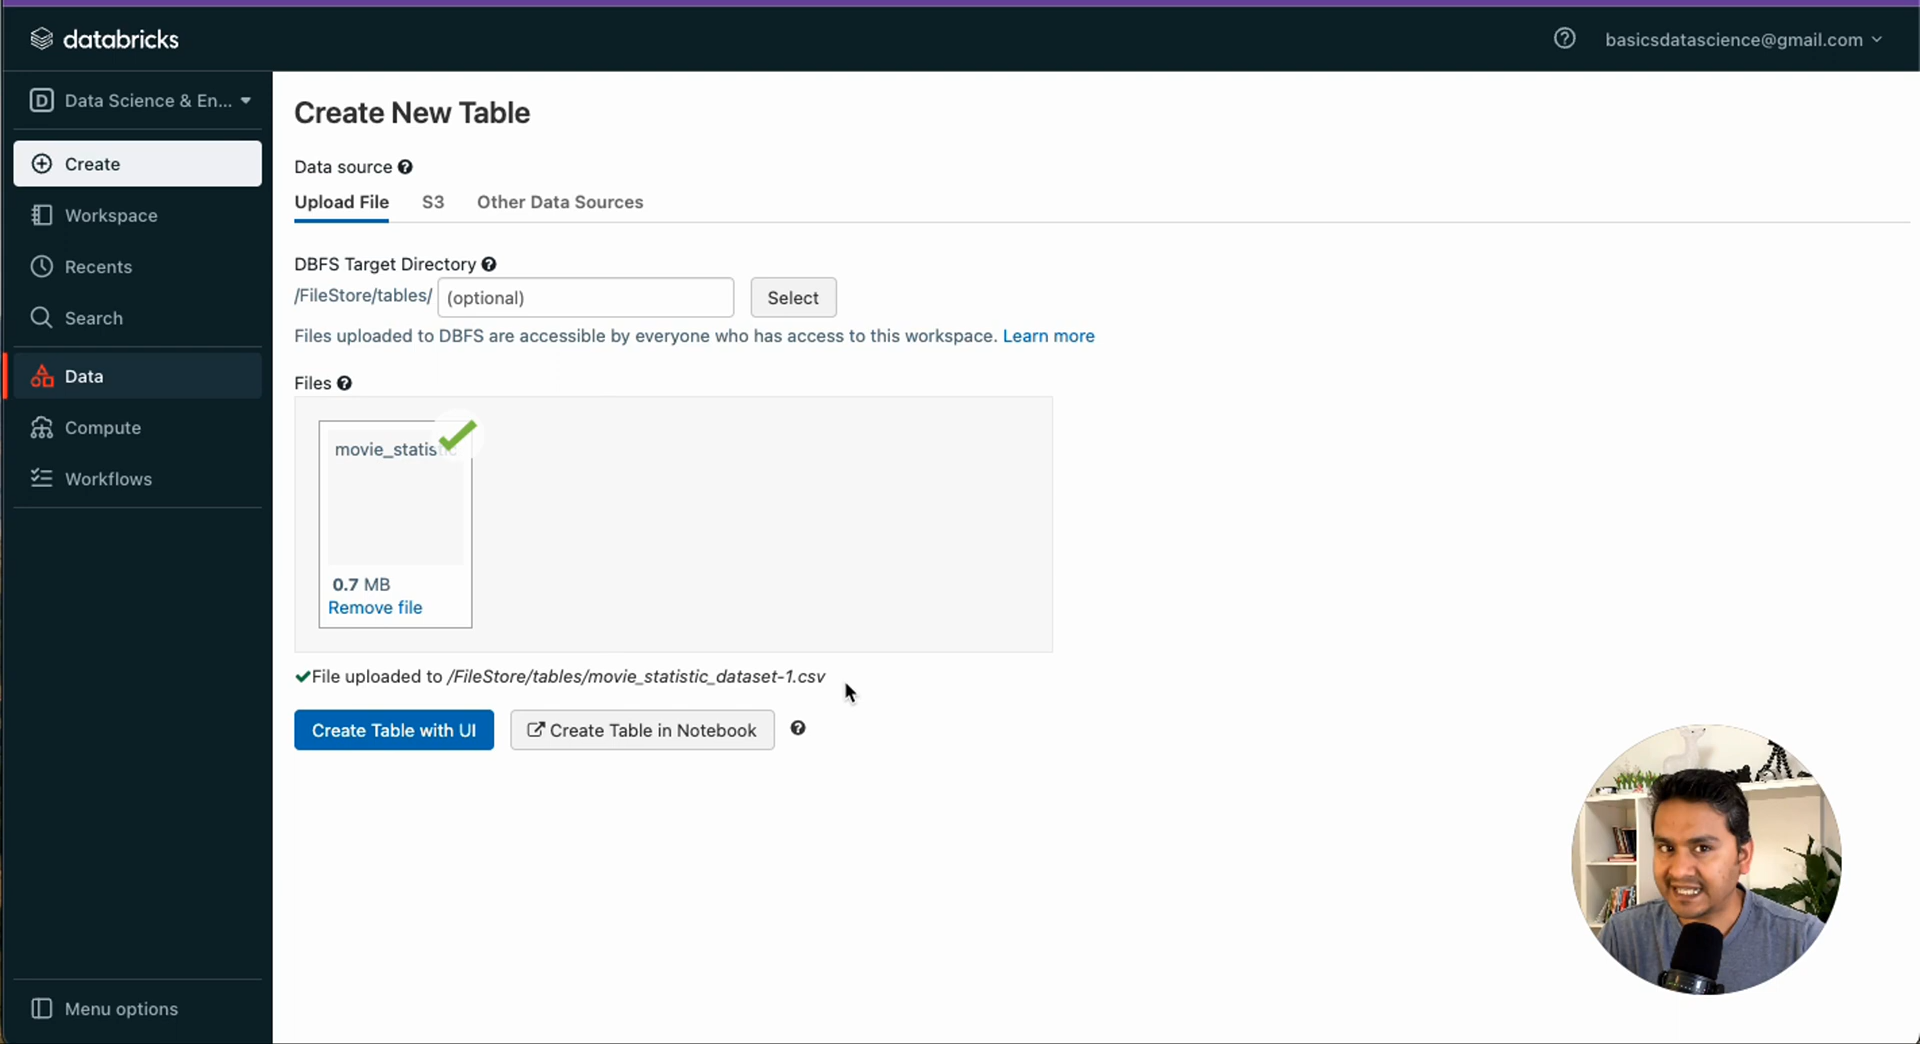 databricks
basicsdatascience@gmail.com
D Data Science & En...
Create
Workspace
Recents
Search
Data
Compute
Workflows
Menu options
Create New Table
Data source
Upload File S3 Other Data Sources
DBFS Target Directory
/FileStore/tables/ (optional) Select
Files uploaded to DBFS are accessible by everyone who has access to this workspace. Learn more
Files
movie_statistic
0.7 MB
Remove file
File uploaded to /FileStore/tables/movie_statistic_dataset-1.csv
Create Table with UI Create Table in Notebook